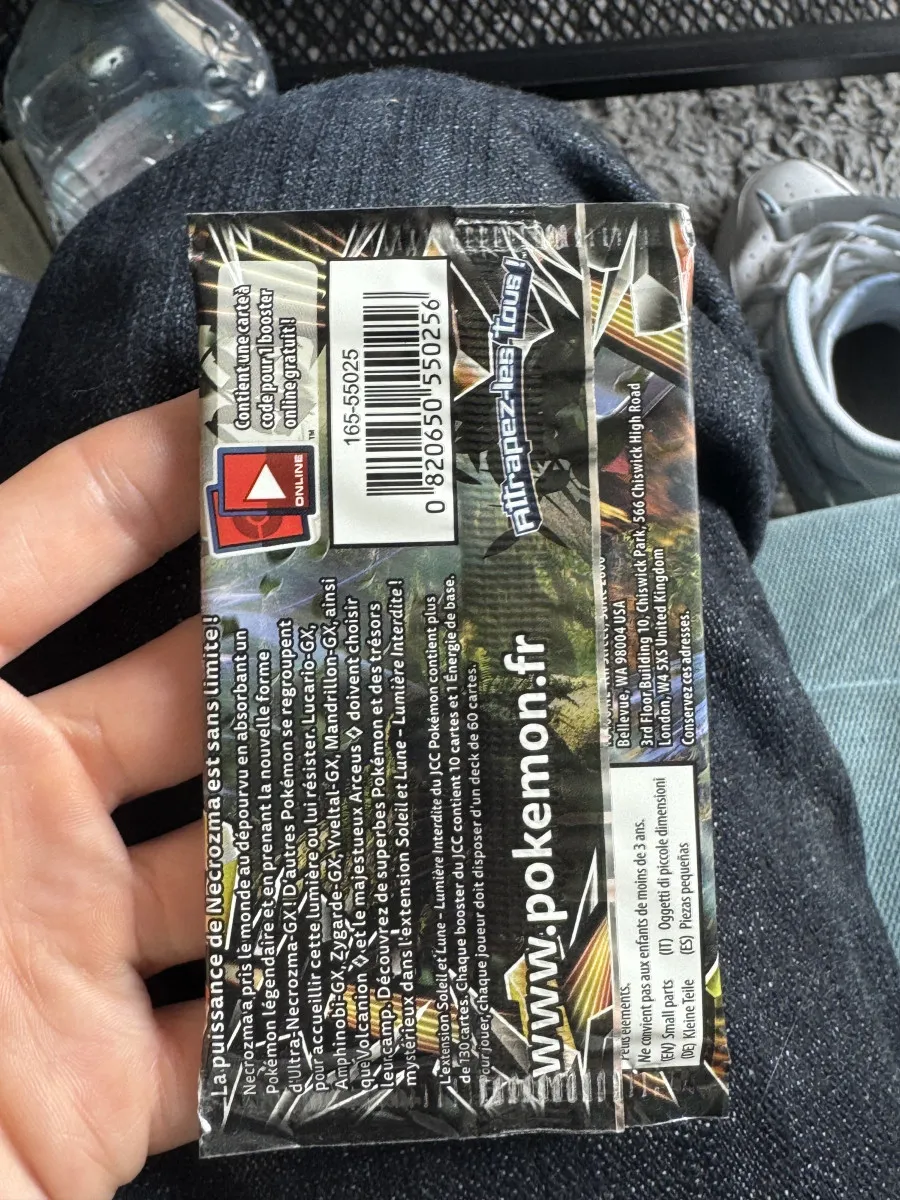 La puissance de Necrozma est sans limite!
Necrozma a pris le monde au dépourvu en absorbant un
Pokémon légendaire et en prenant la nouvelle forme
d'Ultra-Necrozma-GX! D'autres Pokémon se regroupent
pour accueillir cette lumière ou lui résister. Lucario-GX,
Amphinobi-GX, Zygarde-GX, Yveltal-GX, Mandrillon-GX, ainsi
que Volcanion ◇ et le majestueux Arceus ◇ doivent choisir
leur camp. Découvrez de superbes Pokémon et des trésors
mystérieux dans l'extension Soleil et Lune – Lumière Interdite!
L'extension Soleil et Lune – Lumière Interdite du JCC Pokémon contient plus
de 130 cartes. Chaque booster du JCC contient 10 cartes et 1 Énergie de base.
Pour jouer, chaque joueur doit disposer d'un deck de 60 cartes.
Contient une carte à
code pour 1 booster
online gratuit!
ONLINE
TM
165-55025
0 820650 550256
www.pokemon.fr
Attrapez-les Tous!
Bellevue, WA 98004 USA
3rd Floor Building 10, Chiswick Park, 566 Chiswick High Road
London, W4 5XS United Kingdom
Conservez ces adresses.
Petits éléments.
Ne convient pas aux enfants de moins de 3 ans.
(EN) Small parts (IT) Oggetti di piccole dimensioni
(DE) Kleine Teile (ES) Piezas pequeñas